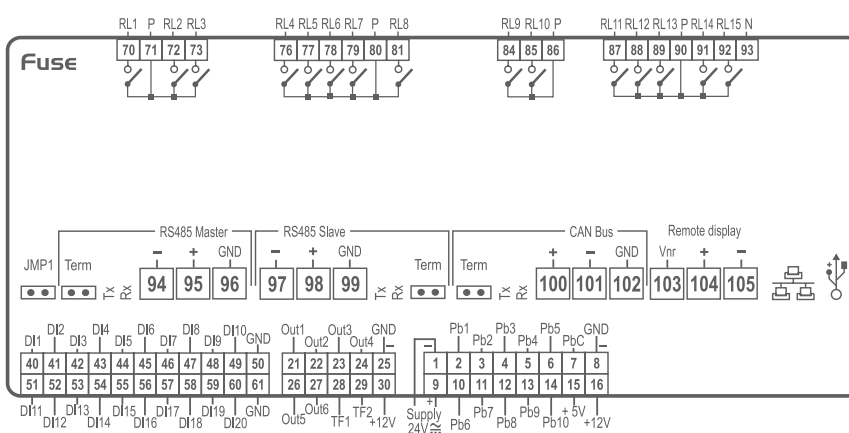 RL1 P RL2 RL3 RL4 RL5 RL6 RL7 P RL8 RL9 RL10 P RL11 RL12 RL13 P RL14 RL15 N
70 71 72 73 76 77 78 79 80 81 84 85 86 87 88 89 90 91 92 93
Fuse
RS485 Master RS485 Slave CAN Bus Remote display
JMP1 Term − + GND − + GND Term Term + − GND Vnr + −
Tx Rx 94 95 96 97 98 99 Tx Rx Tx Rx 100 101 102 103 104 105
DI1 DI2 DI3 DI4 DI5 DI6 DI7 DI8 DI9 DI10 GND Out1 Out2 Out3 Out4 GND − − Pb1 Pb2 Pb3 Pb4 Pb5 PbC GND −
40 41 42 43 44 45 46 47 48 49 50 21 22 23 24 25 1 2 3 4 5 6 7 8
51 52 53 54 55 56 57 58 59 60 61 26 27 28 29 30 9 10 11 12 13 14 15 16
DI11 DI12 DI13 DI14 DI15 DI16 DI17 DI18 DI19 DI20 GND Out5 Out6 TF1 TF2 +12V + Supply 24V Pb6 Pb7 Pb8 Pb9 Pb10 + 5V +12V